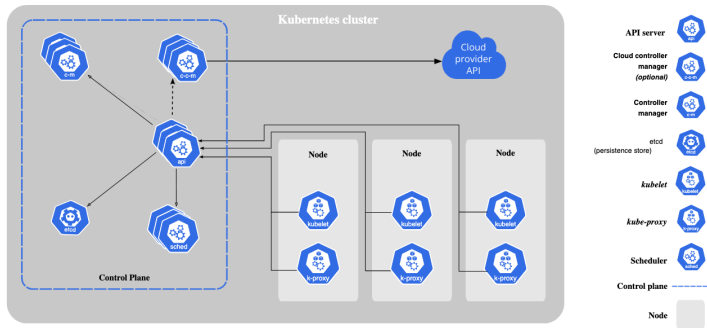 Kubernetes cluster
c-m
c-c-m
Cloud
provider
API
api
etcd
sched
Control Plane
Node
Node
Node
kubelet
kubelet
kubelet
k-proxy
k-proxy
k-proxy
API server
api
Cloud controller
manager
(optional)
c-c-m
Controller
manager
c-m
etcd
(persistence store)
etcd
kubelet
kubelet
kube-proxy
k-proxy
Scheduler
sched
Control plane
Node